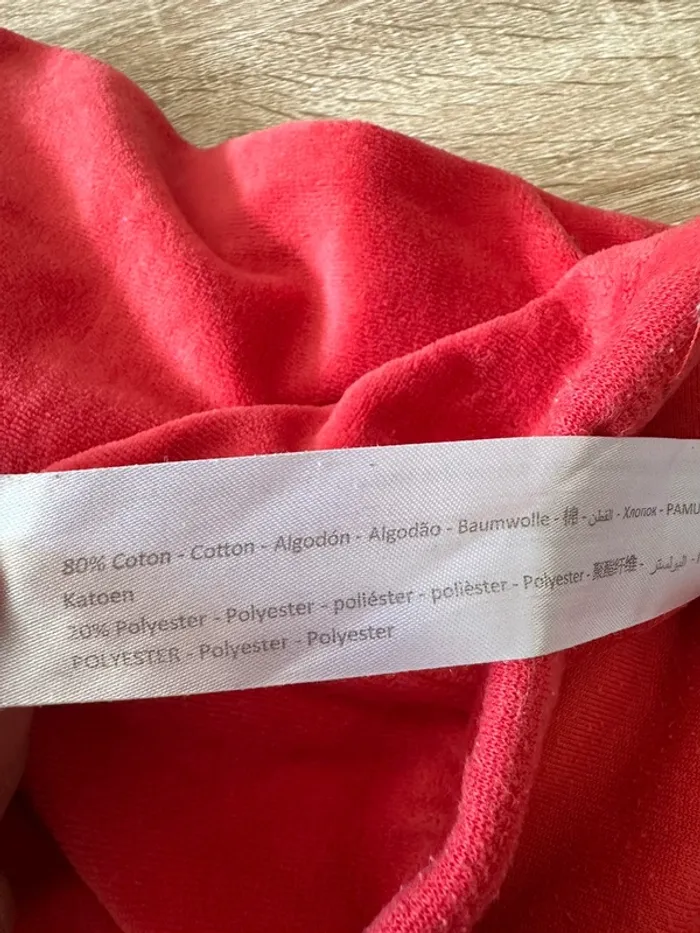 80% Coton - Cotton - Algodón - Algodão - Baumwolle - 棉 - القطن - Хлопок - PAMU
Katoen
20% Polyester - Polyester - poliéster - polièster - Polyester - 聚酯纤维 - البوليستر -
POLYESTER - Polyester - Polyester